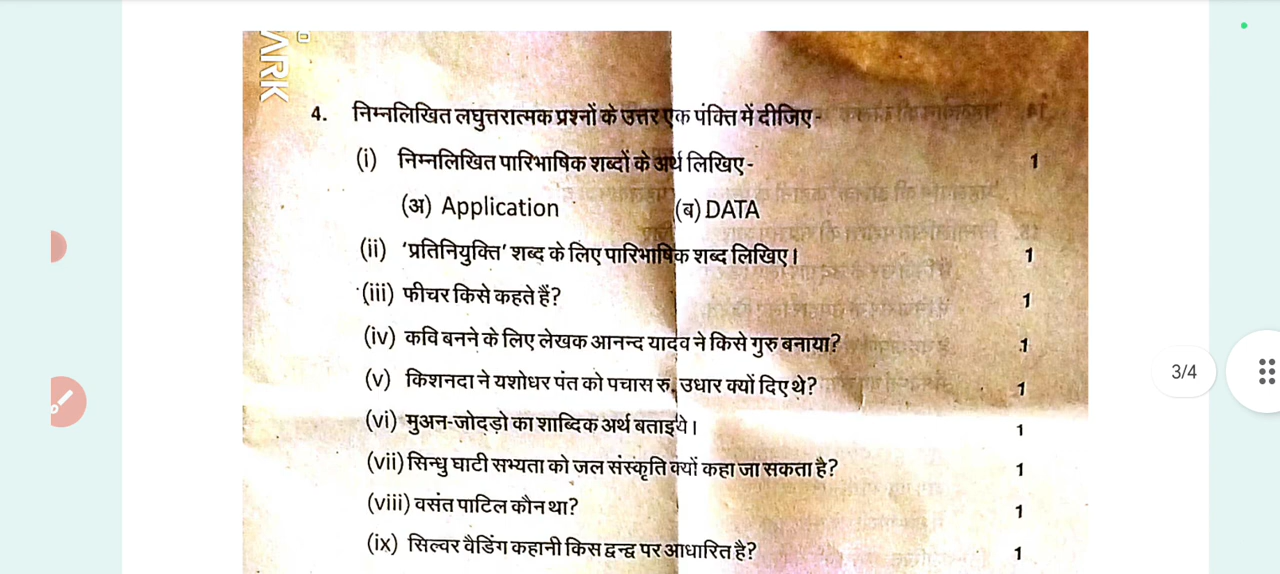 ARK
4. निम्नलिखित लघुत्तरात्मक प्रश्नों के उत्तर एक पंक्ति में दीजिए-
(i) निम्नलिखित पारिभाषिक शब्दों के अर्थ लिखिए- 1
(अ) Application (ब) DATA
(ii) ‘प्रतिनियुक्ति’ शब्द के लिए पारिभाषिक शब्द लिखिए। 1
(iii) फीचर किसे कहते हैं? 1
(iv) कवि बनने के लिए लेखक आनन्द यादव ने किसे गुरु बनाया? 1
(v) किशनदा ने यशोधर पंत को पचास रु. उधार क्यों दिए थे? 1
(vi) मुअन-जोदड़ो का शाब्दिक अर्थ बताइये। 1
(vii) सिन्धु घाटी सभ्यता को जल संस्कृति क्यों कहा जा सकता है? 1
(viii) वसंत पाटिल कौन था? 1
(ix) सिल्वर वैडिंग कहानी किस द्वन्द्व पर आधारित है? 1
3/4